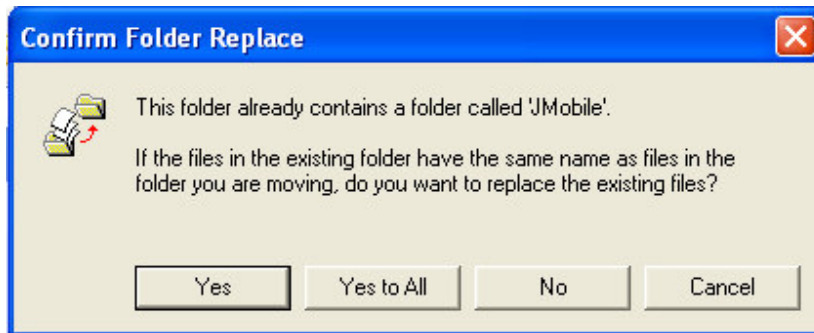 Confirm Folder Replace
This folder already contains a folder called 'JMobile'.
If the files in the existing folder have the same name as files in the
folder you are moving, do you want to replace the existing files?
Yes
Yes to All
No
Cancel